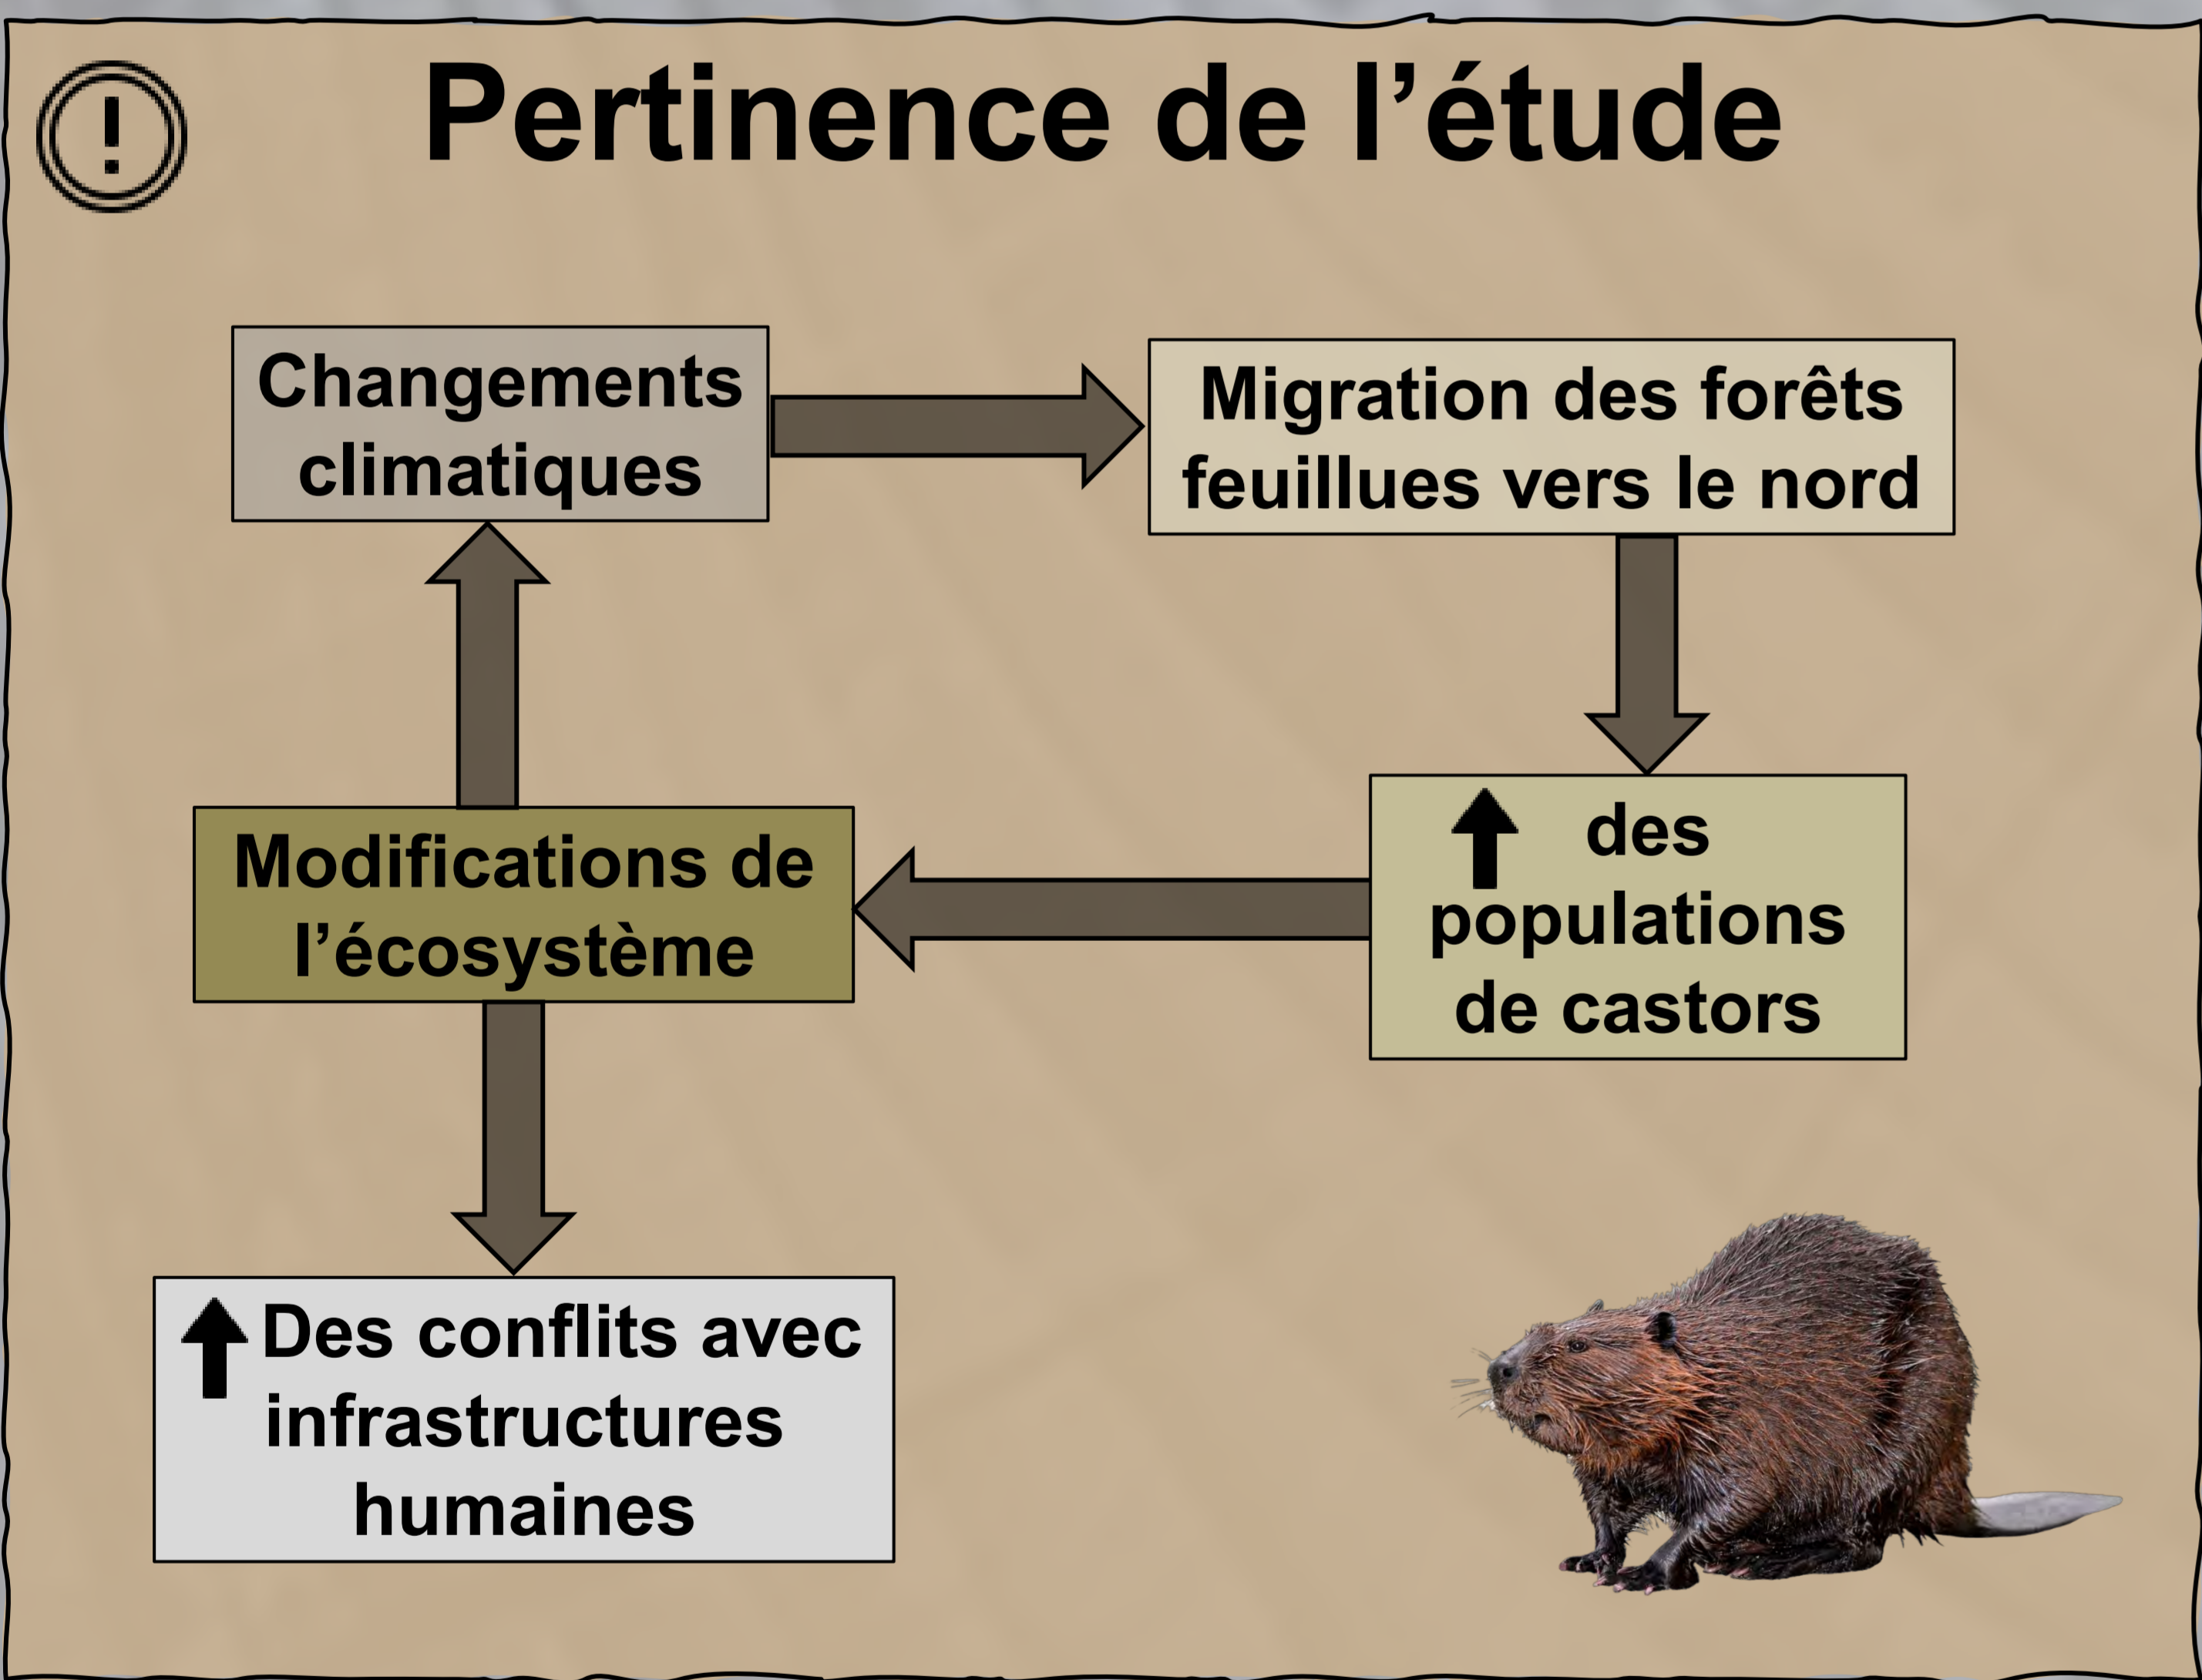 Pertinence de l’étude
Changements
climatiques
Migration des forêts
feuillues vers le nord
des
populations
de castors
Modifications de
l’écosystème
Des conflits avec
infrastructures
humaines